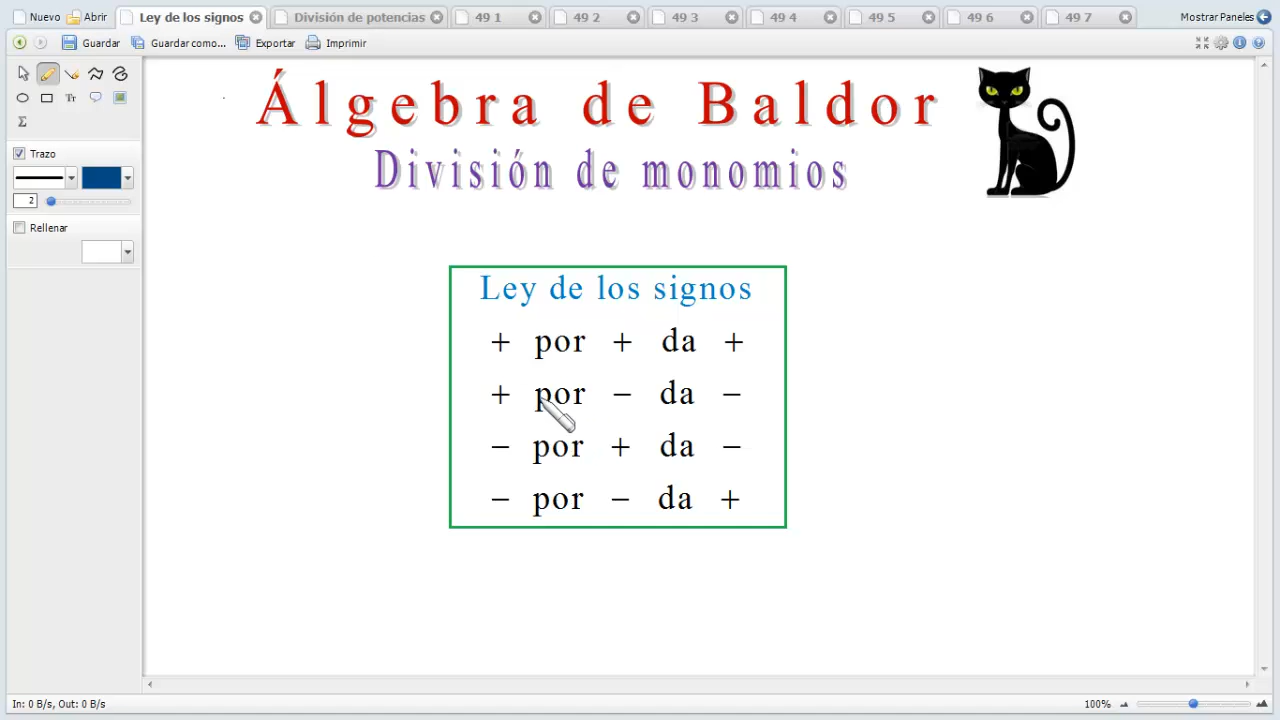 Nuevo Abrir Ley de los signos División de potencias 49 1 49 2 49 3 49 4 49 5 49 6 49 7 Mostrar Paneles
Guardar Guardar como... Exportar Imprimir
Álgebra de Baldor
División de monomios
Tr
Σ
Trazo
2
Rellenar
Ley de los signos
+ por + da +
+ por − da −
− por + da −
− por − da +
In: 0 B/s, Out: 0 B/s 100%